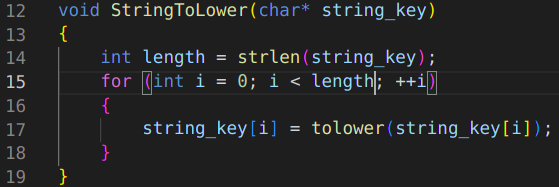 12 void StringToLower(char* string_key)
13 {
14     int length = strlen(string_key);
15     for (int i = 0; i < length; ++i)
16     {
17         string_key[i] = tolower(string_key[i]);
18     }
19 }